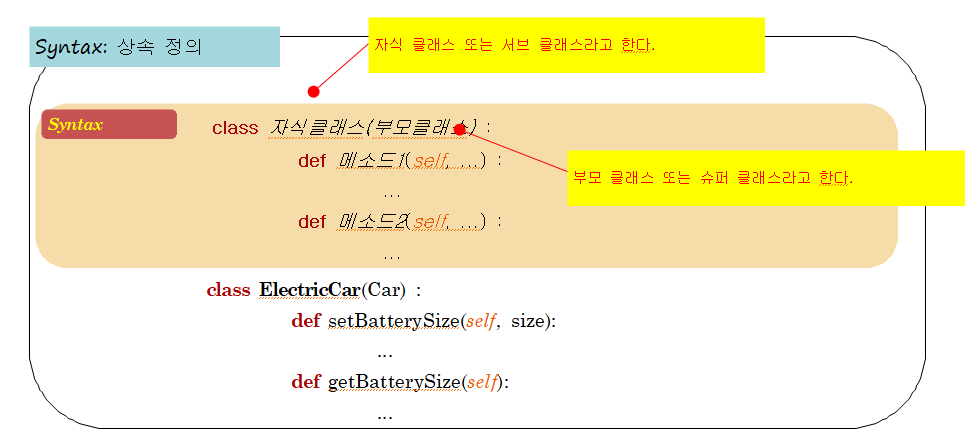 Syntax: 상속 정의
자식 클래스 또는 서브 클래스라고 한다.
Syntax
class 자식클래스(부모클래스) :
def 메소드1(self, ...) :
...
def 메소드2(self, ...) :
...
부모 클래스 또는 슈퍼 클래스라고 한다.
class ElectricCar(Car) :
def setBatterySize(self, size):
...
def getBatterySize(self):
...